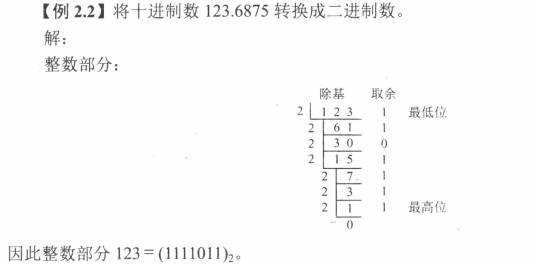 【例 2.2】将十进制数 123.6875 转换成二进制数。
解：
整数部分：
除基 取余
2 123 1 最低位
2 61 1
2 30 0
2 15 1
2 7 1
2 3 1
2 1 1 最高位
0
因此整数部分 123 = (1111011)₂。